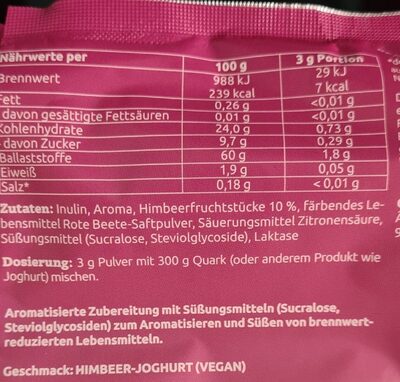 Nährwerte per 100 g 3 g Portion
Brennwert 988 kJ 29 kJ
239 kcal 7 kcal
Fett 0,26 g <0,01 g
davon gesättigte Fettsäuren 0,01 g <0,01 g
Kohlenhydrate 24,0 g 0,73 g
davon Zucker 9,7 g 0,29 g
Ballaststoffe 60 g 1,8 g
Eiweiß 1,9 g 0,05 g
Salz* 0,18 g < 0,01 g
Zutaten: Inulin, Aroma, Himbeerfruchtstücke 10 %, färbendes Le-
bensmittel Rote Beete-Saftpulver, Säuerungsmittel Zitronensäure,
Süßungsmittel (Sucralose, Steviolglycoside), Laktase
Dosierung: 3 g Pulver mit 300 g Quark (oder anderem Produkt wie
Joghurt) mischen.
Aromatisierte Zubereitung mit Süßungsmitteln (Sucralose,
Steviolglycosiden) zum Aromatisieren und Süßen von brennwert-
reduzierten Lebensmitteln.
Geschmack: HIMBEER-JOGHURT (VEGAN)